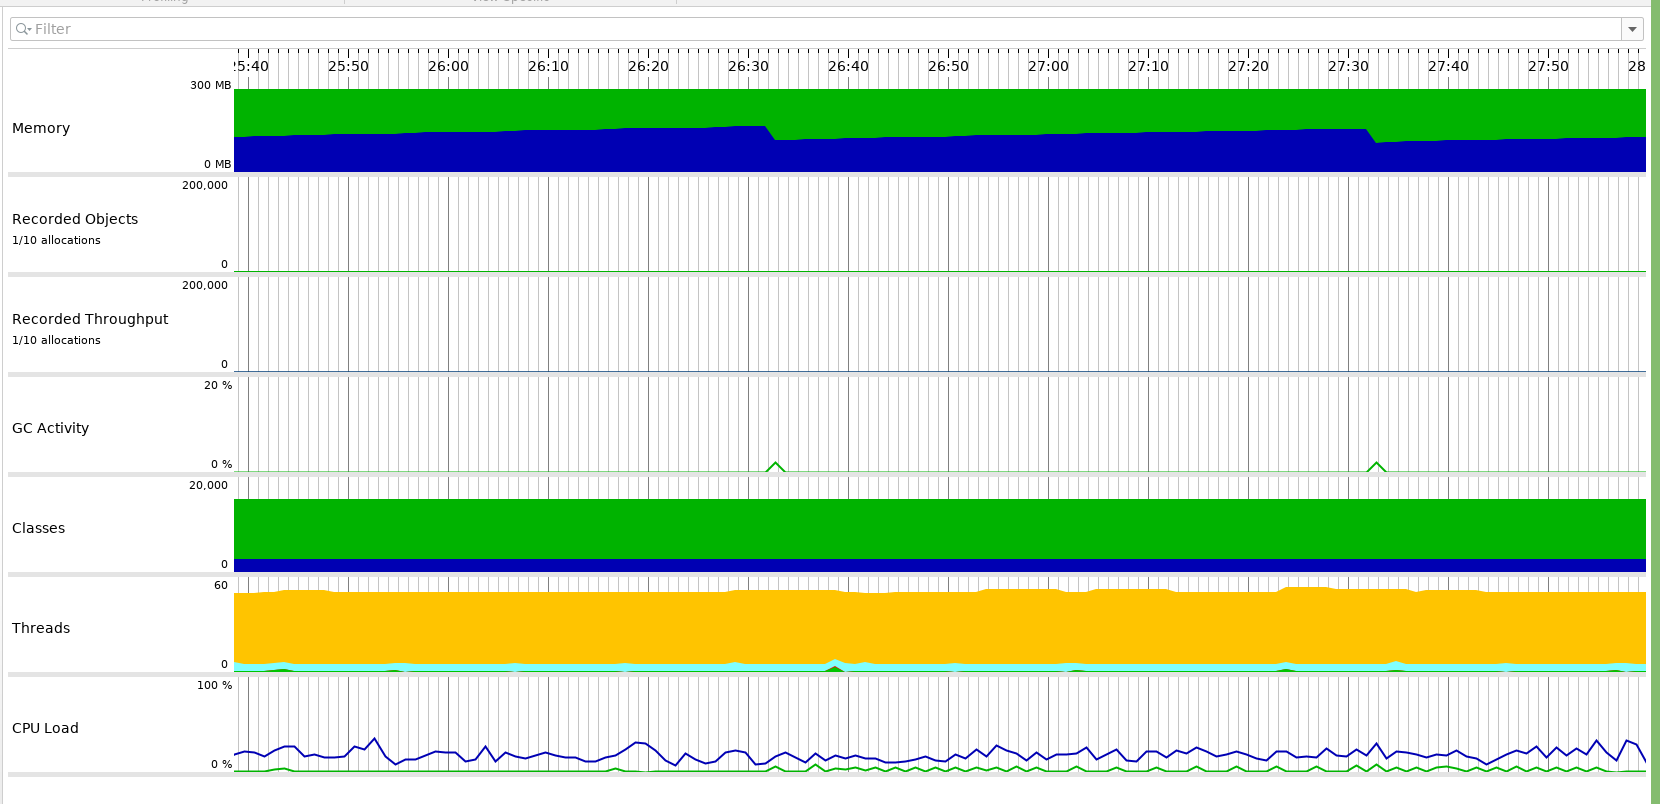 Filter
25:40 25:50 26:00 26:10 26:20 26:30 26:40 26:50 27:00 27:10 27:20 27:30 27:40 27:50 28
300 MB
Memory
0 MB
200,000
Recorded Objects
1/10 allocations
0
200,000
Recorded Throughput
1/10 allocations
0
20 %
GC Activity
0 %
20,000
Classes
0
60
Threads
0
100 %
CPU Load
0 %